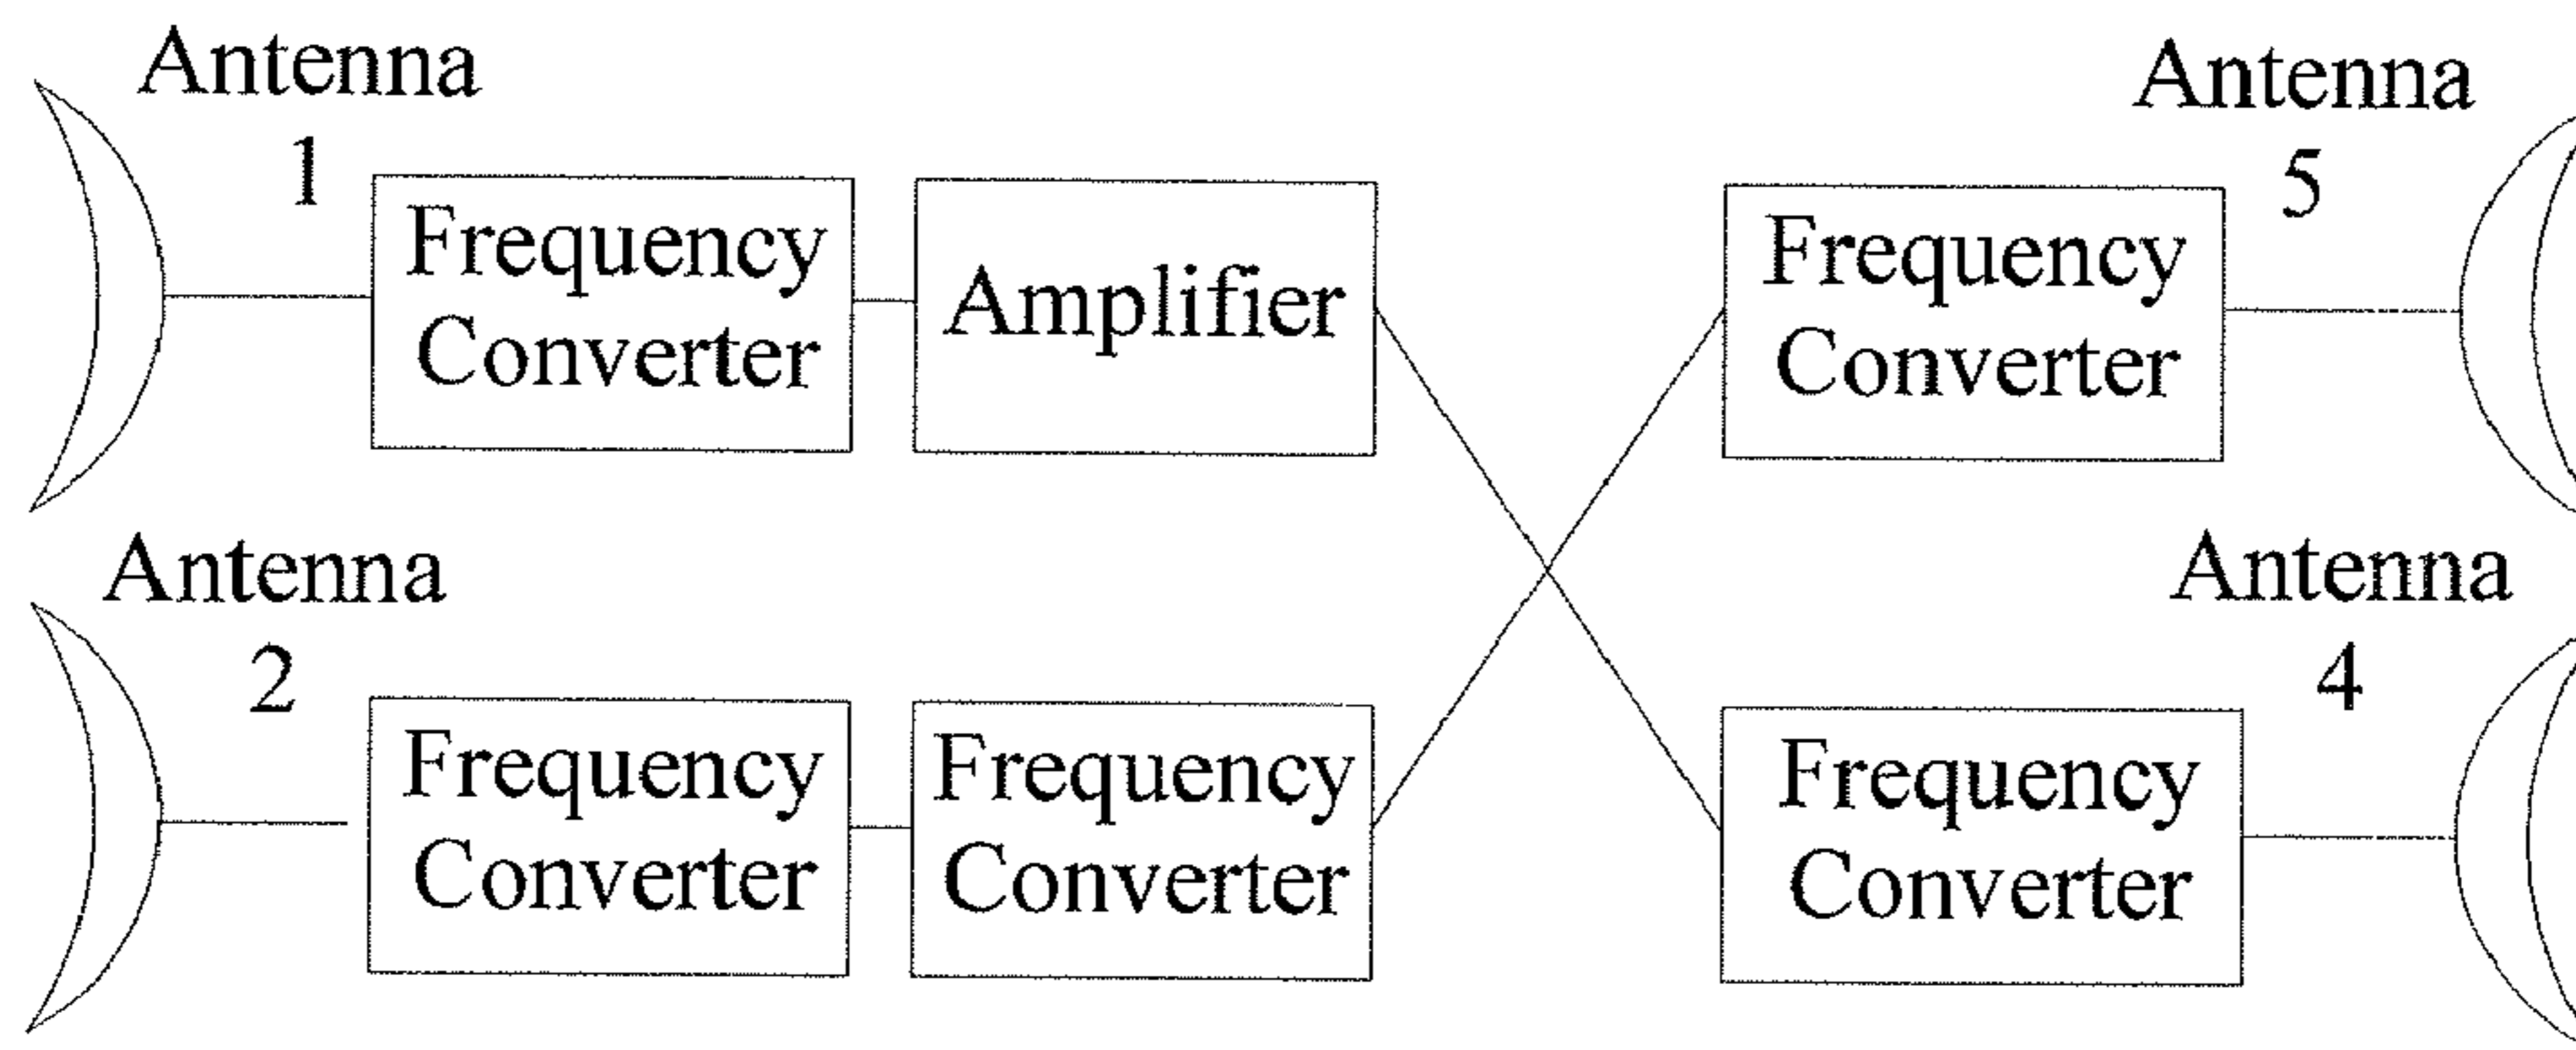 Antenna
1
Frequency
Converter
Amplifier
Antenna
5
Frequency
Converter
Antenna
2
Frequency
Converter
Frequency
Converter
Antenna
4
Frequency
Converter